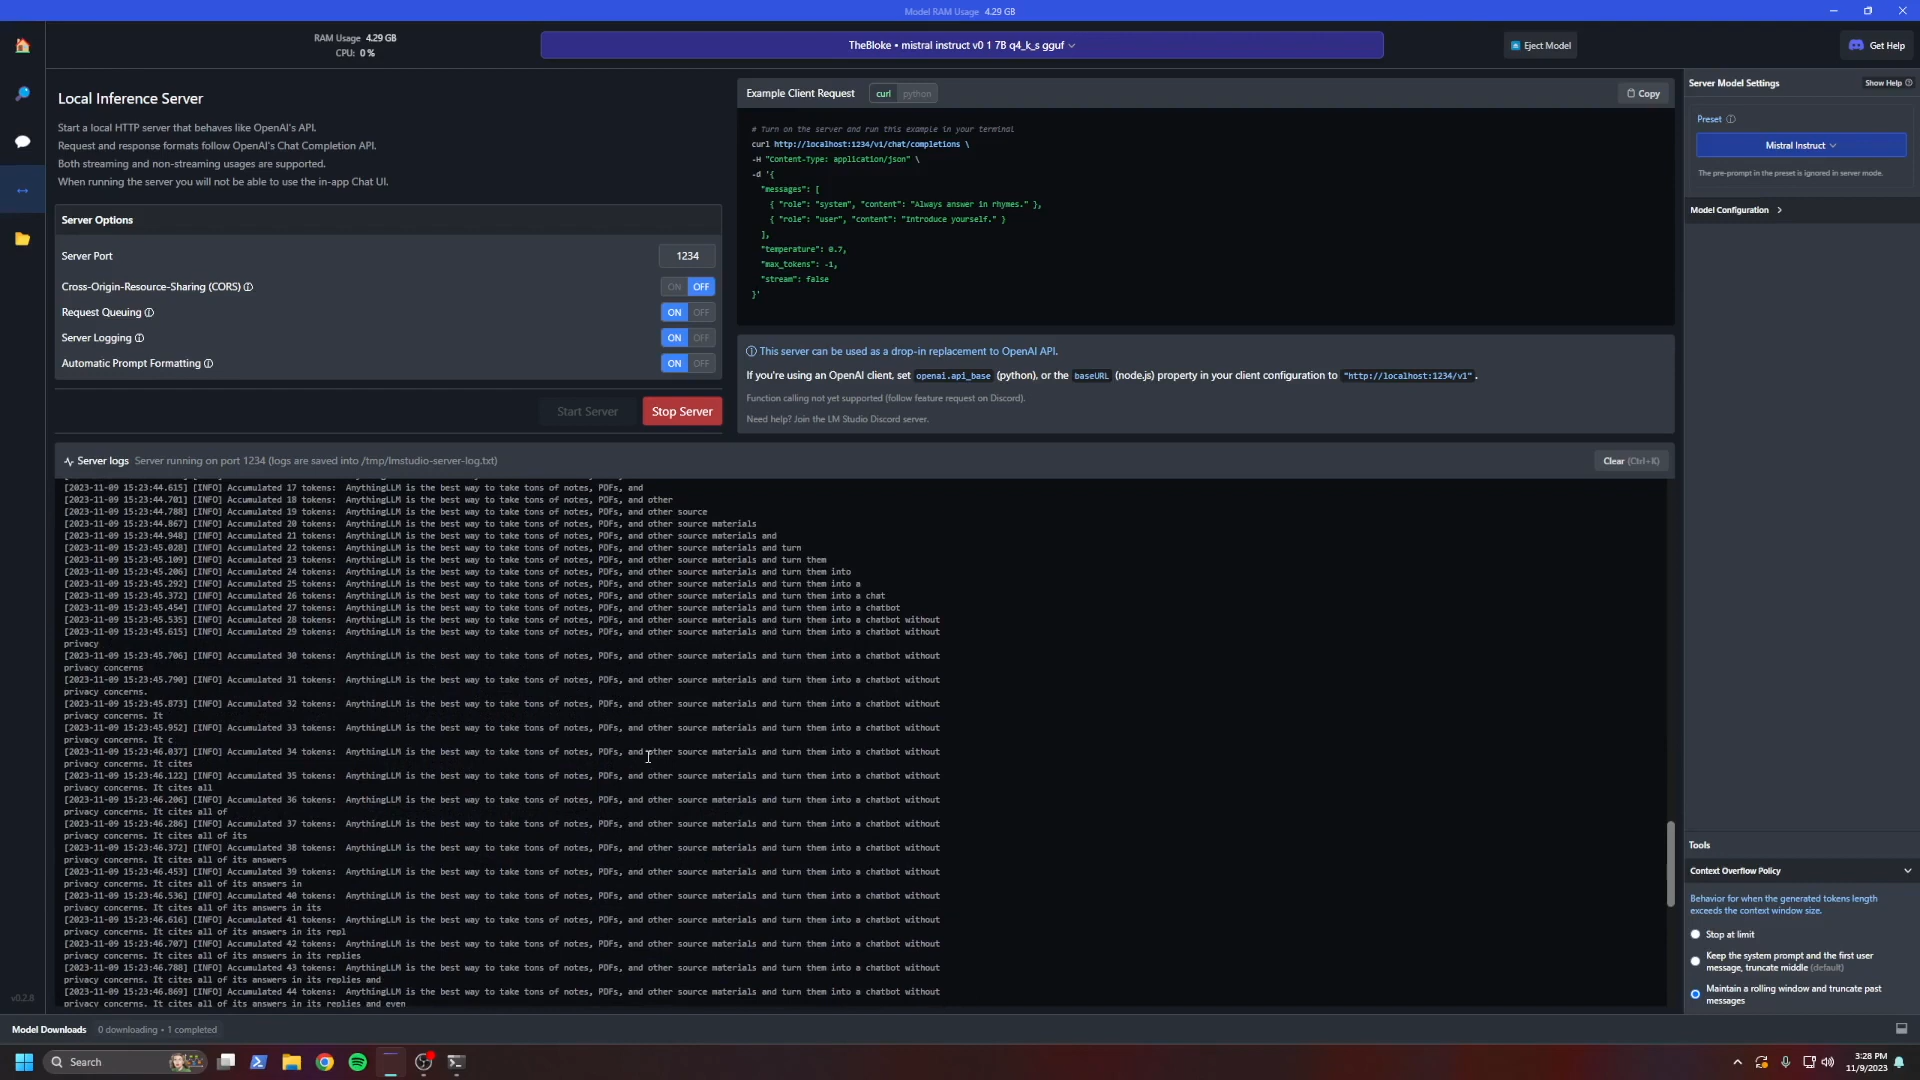 Model RAM Usage 4.29 GB
RAM Usage 4.29 GB
CPU: 0 %
TheBloke • mistral instruct v0 1 7B q4_k_s gguf
Eject Model
Get Help
Local Inference Server
Start a local HTTP server that behaves like OpenAI's API.
Request and response formats follow OpenAI's Chat Completion API.
Both streaming and non-streaming usages are supported.
When running the server you will not be able to use the in-app Chat UI.
Server Options
Server Port 1234
Cross-Origin-Resource-Sharing (CORS) ON OFF
Request Queuing ON OFF
Server Logging ON OFF
Automatic Prompt Formatting ON OFF
Start Server Stop Server
Example Client Request curl python Copy
# Turn on the server and run this example in your terminal
curl http://localhost:1234/v1/chat/completions \
-H "Content-Type: application/json" \
-d '{
"messages": [
{ "role": "system", "content": "Always answer in rhymes." },
{ "role": "user", "content": "Introduce yourself." }
],
"temperature": 0.7,
"max_tokens": -1,
"stream": false
}'
This server can be used as a drop-in replacement to OpenAI API.
If you're using an OpenAI client, set openai.api_base (python), or the baseURL (node.js) property in your client configuration to "http://localhost:1234/v1".
Function calling not yet supported (follow feature request on Discord).
Need help? Join the LM Studio Discord server.
Server Model Settings Show Help
Preset
Mistral Instruct
The pre-prompt in the preset is ignored in server mode.
Model Configuration
Server logs Server running on port 1234 (logs are saved into /tmp/lmstudio-server-log.txt) Clear (Ctrl+K)
[2023-11-09 15:23:44.615] [INFO] Accumulated 17 tokens: AnythingLLM is the best way to take tons of notes, PDFs, and
[2023-11-09 15:23:44.701] [INFO] Accumulated 18 tokens: AnythingLLM is the best way to take tons of notes, PDFs, and other
[2023-11-09 15:23:44.788] [INFO] Accumulated 19 tokens: AnythingLLM is the best way to take tons of notes, PDFs, and other source
[2023-11-09 15:23:44.867] [INFO] Accumulated 20 tokens: AnythingLLM is the best way to take tons of notes, PDFs, and other source materials
[2023-11-09 15:23:44.948] [INFO] Accumulated 21 tokens: AnythingLLM is the best way to take tons of notes, PDFs, and other source materials and
[2023-11-09 15:23:45.028] [INFO] Accumulated 22 tokens: AnythingLLM is the best way to take tons of notes, PDFs, and other source materials and turn
[2023-11-09 15:23:45.109] [INFO] Accumulated 23 tokens: AnythingLLM is the best way to take tons of notes, PDFs, and other source materials and turn them
[2023-11-09 15:23:45.206] [INFO] Accumulated 24 tokens: AnythingLLM is the best way to take tons of notes, PDFs, and other source materials and turn them into
[2023-11-09 15:23:45.292] [INFO] Accumulated 25 tokens: AnythingLLM is the best way to take tons of notes, PDFs, and other source materials and turn them into a
[2023-11-09 15:23:45.372] [INFO] Accumulated 26 tokens: AnythingLLM is the best way to take tons of notes, PDFs, and other source materials and turn them into a chat
[2023-11-09 15:23:45.454] [INFO] Accumulated 27 tokens: AnythingLLM is the best way to take tons of notes, PDFs, and other source materials and turn them into a chatbot
[2023-11-09 15:23:45.535] [INFO] Accumulated 28 tokens: AnythingLLM is the best way to take tons of notes, PDFs, and other source materials and turn them into a chatbot without
[2023-11-09 15:23:45.615] [INFO] Accumulated 29 tokens: AnythingLLM is the best way to take tons of notes, PDFs, and other source materials and turn them into a chatbot without
privacy
[2023-11-09 15:23:45.706] [INFO] Accumulated 30 tokens: AnythingLLM is the best way to take tons of notes, PDFs, and other source materials and turn them into a chatbot without
privacy concerns
[2023-11-09 15:23:45.790] [INFO] Accumulated 31 tokens: AnythingLLM is the best way to take tons of notes, PDFs, and other source materials and turn them into a chatbot without
privacy concerns.
[2023-11-09 15:23:45.873] [INFO] Accumulated 32 tokens: AnythingLLM is the best way to take tons of notes, PDFs, and other source materials and turn them into a chatbot without
privacy concerns. It
[2023-11-09 15:23:45.952] [INFO] Accumulated 33 tokens: AnythingLLM is the best way to take tons of notes, PDFs, and other source materials and turn them into a chatbot without
privacy concerns. It c
[2023-11-09 15:23:46.037] [INFO] Accumulated 34 tokens: AnythingLLM is the best way to take tons of notes, PDFs, and other source materials and turn them into a chatbot without
privacy concerns. It cites
[2023-11-09 15:23:46.122] [INFO] Accumulated 35 tokens: AnythingLLM is the best way to take tons of notes, PDFs, and other source materials and turn them into a chatbot without
privacy concerns. It cites all
[2023-11-09 15:23:46.206] [INFO] Accumulated 36 tokens: AnythingLLM is the best way to take tons of notes, PDFs, and other source materials and turn them into a chatbot without
privacy concerns. It cites all of
[2023-11-09 15:23:46.286] [INFO] Accumulated 37 tokens: AnythingLLM is the best way to take tons of notes, PDFs, and other source materials and turn them into a chatbot without
privacy concerns. It cites all of its
[2023-11-09 15:23:46.372] [INFO] Accumulated 38 tokens: AnythingLLM is the best way to take tons of notes, PDFs, and other source materials and turn them into a chatbot without
privacy concerns. It cites all of its answers
[2023-11-09 15:23:46.453] [INFO] Accumulated 39 tokens: AnythingLLM is the best way to take tons of notes, PDFs, and other source materials and turn them into a chatbot without
privacy concerns. It cites all of its answers in
[2023-11-09 15:23:46.536] [INFO] Accumulated 40 tokens: AnythingLLM is the best way to take tons of notes, PDFs, and other source materials and turn them into a chatbot without
privacy concerns. It cites all of its answers in its
[2023-11-09 15:23:46.616] [INFO] Accumulated 41 tokens: AnythingLLM is the best way to take tons of notes, PDFs, and other source materials and turn them into a chatbot without
privacy concerns. It cites all of its answers in its repl
[2023-11-09 15:23:46.707] [INFO] Accumulated 42 tokens: AnythingLLM is the best way to take tons of notes, PDFs, and other source materials and turn them into a chatbot without
privacy concerns. It cites all of its answers in its replies
[2023-11-09 15:23:46.788] [INFO] Accumulated 43 tokens: AnythingLLM is the best way to take tons of notes, PDFs, and other source materials and turn them into a chatbot without
privacy concerns. It cites all of its answers in its replies and
[2023-11-09 15:23:46.869] [INFO] Accumulated 44 tokens: AnythingLLM is the best way to take tons of notes, PDFs, and other source materials and turn them into a chatbot without
privacy concerns. It cites all of its answers in its replies and even
Tools
Context Overflow Policy
Behavior for when the generated tokens length
exceeds the context window size.
Stop at limit
Keep the system prompt and the first user
message, truncate middle (default)
Maintain a rolling window and truncate past
messages
v0.2.8
Model Downloads 0 downloading • 1 completed
Search
3:28 PM
11/9/2023